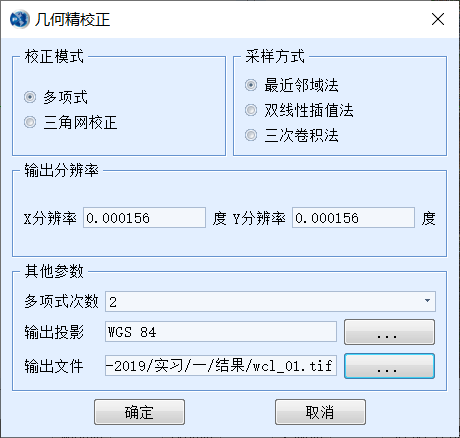 几何精校正
校正模式
多项式
三角网校正
采样方式
最近邻域法
双线性插值法
三次卷积法
输出分辨率
X分辨率 0.000156 度 Y分辨率 0.000156 度
其他参数
多项式次数 2
输出投影 WGS 84 ...
输出文件 -2019/实习/一/结果/wcl_01.tif ...
确定 取消